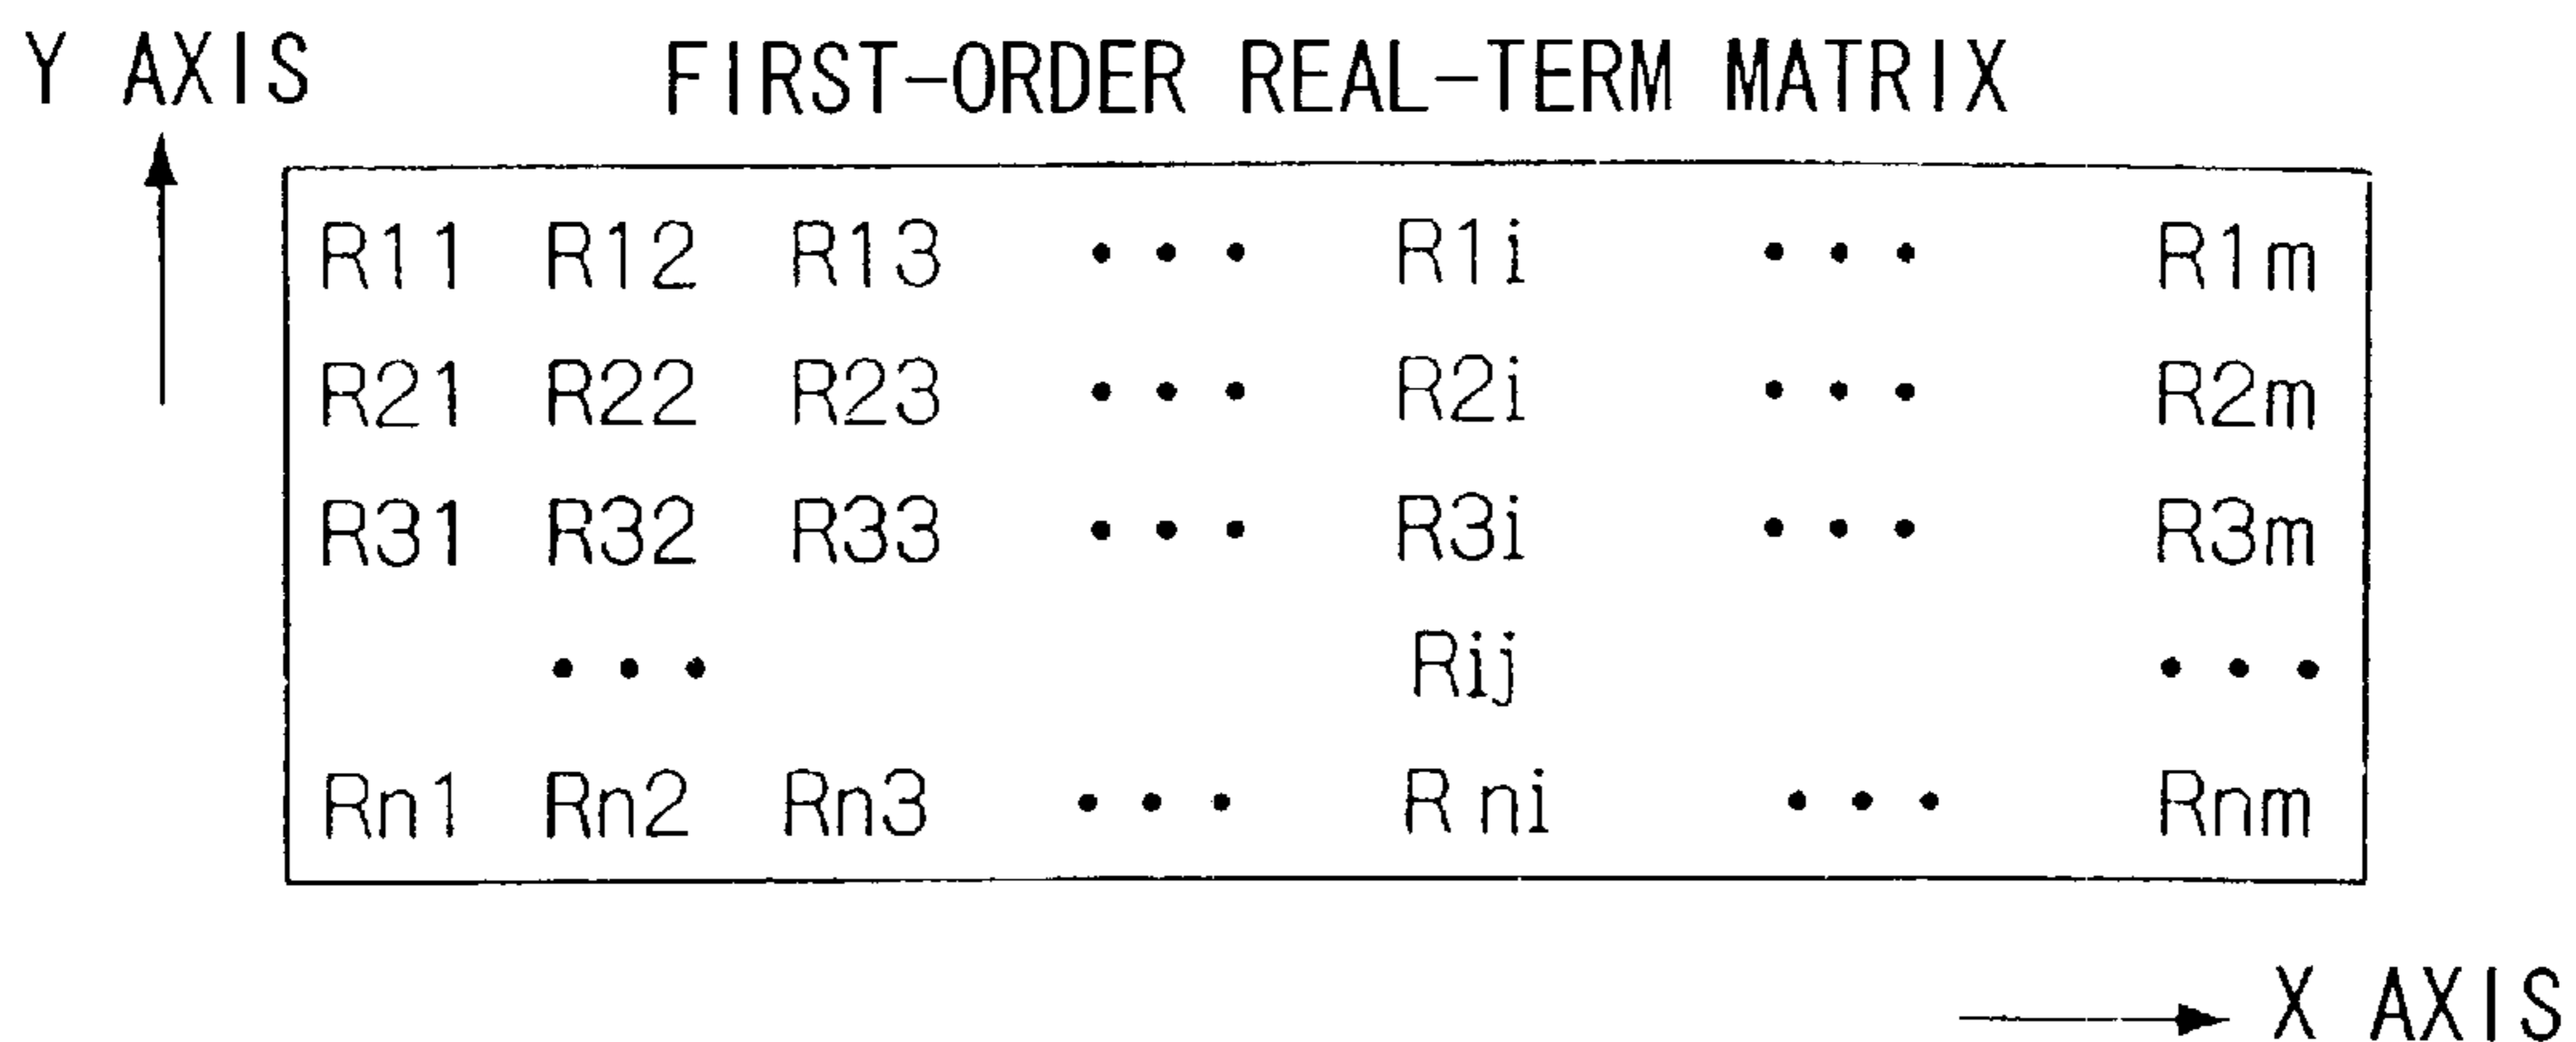 Y AXIS FIRST-ORDER REAL-TERM MATRIX
R11 R12 R13 ... R1i ... R1m
R21 R22 R23 ... R2i ... R2m
R31 R32 R33 ... R3i ... R3m
... Rij ...
Rn1 Rn2 Rn3 ... R ni ... Rnm
X AXIS